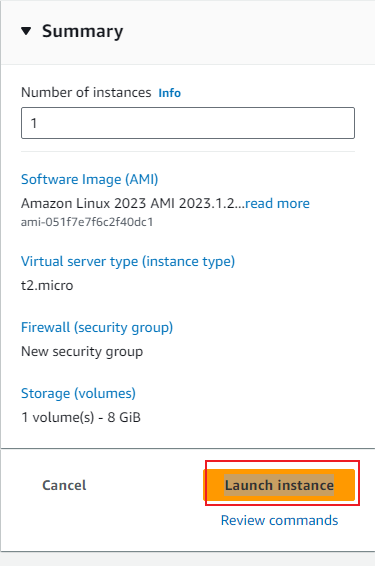 Summary
Number of instances Info
1
Software Image (AMI)
Amazon Linux 2023 AMI 2023.1.2...read more
ami-051f7e7f6c2f40dc1
Virtual server type (instance type)
t2.micro
Firewall (security group)
New security group
Storage (volumes)
1 volume(s) - 8 GiB
Cancel Launch instance
Review commands